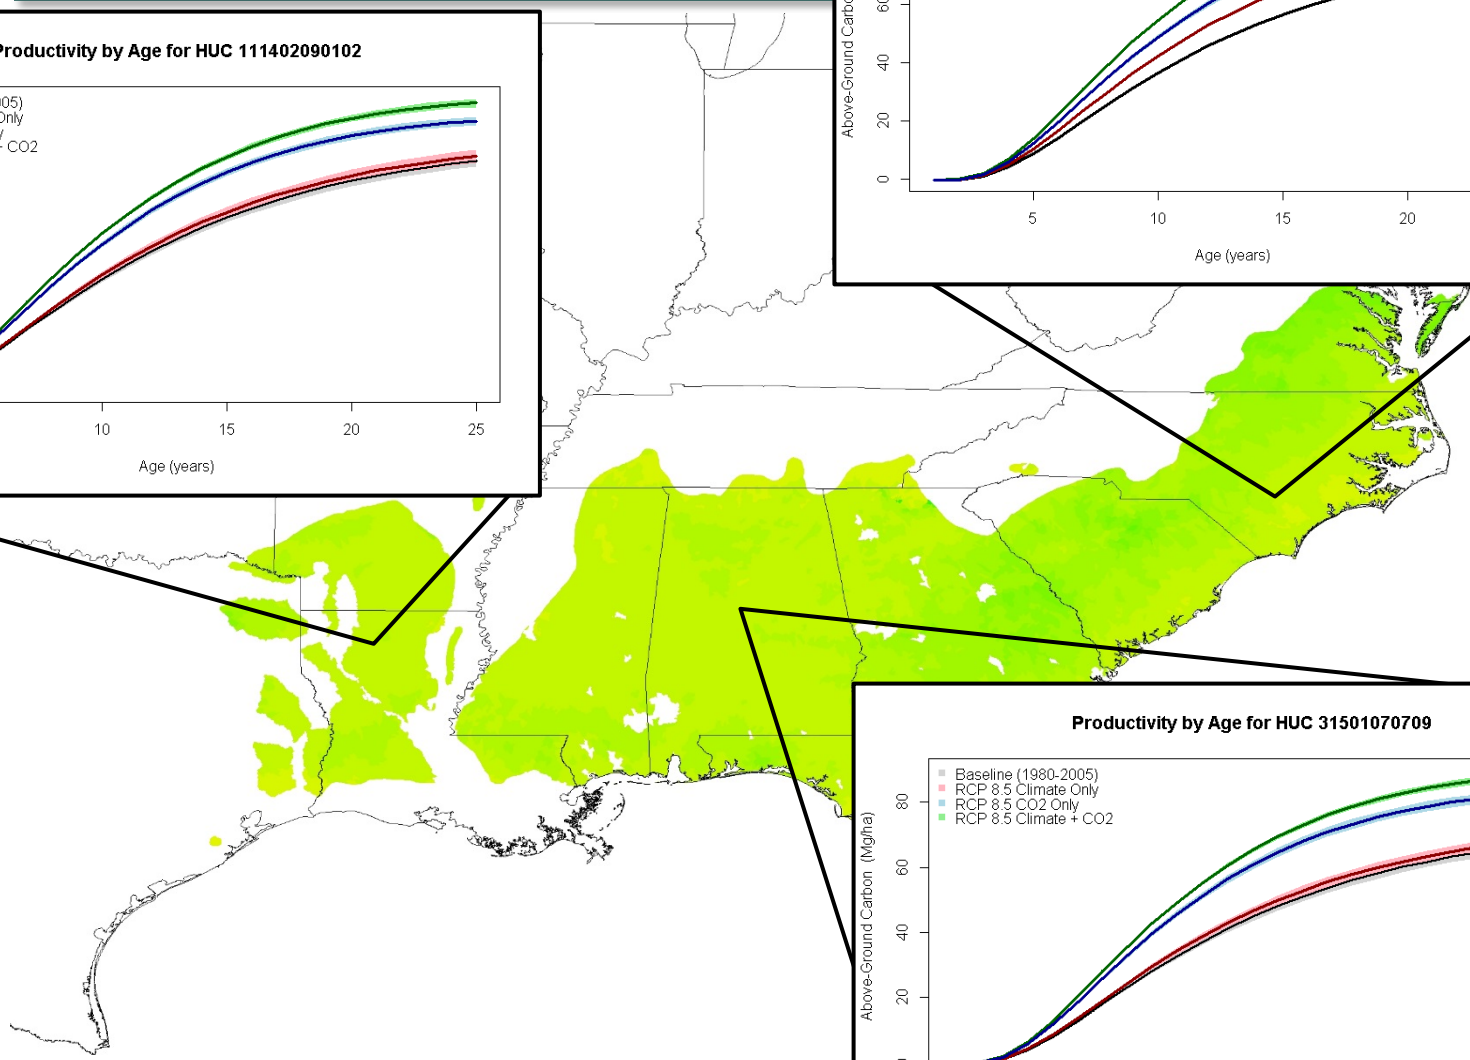 Productivity by Age for HUC 111402090102
005)
Only
- CO2
10 15 20 25
Age (years)
Above-Ground Carbo
60
40
20
0
5 10 15 20
Age (years)
Productivity by Age for HUC 31501070709
Baseline (1980-2005)
RCP 8.5 Climate Only
RCP 8.5 CO2 Only
RCP 8.5 Climate + CO2
Above-Ground Carbon (Mg/ha)
80
60
40
20